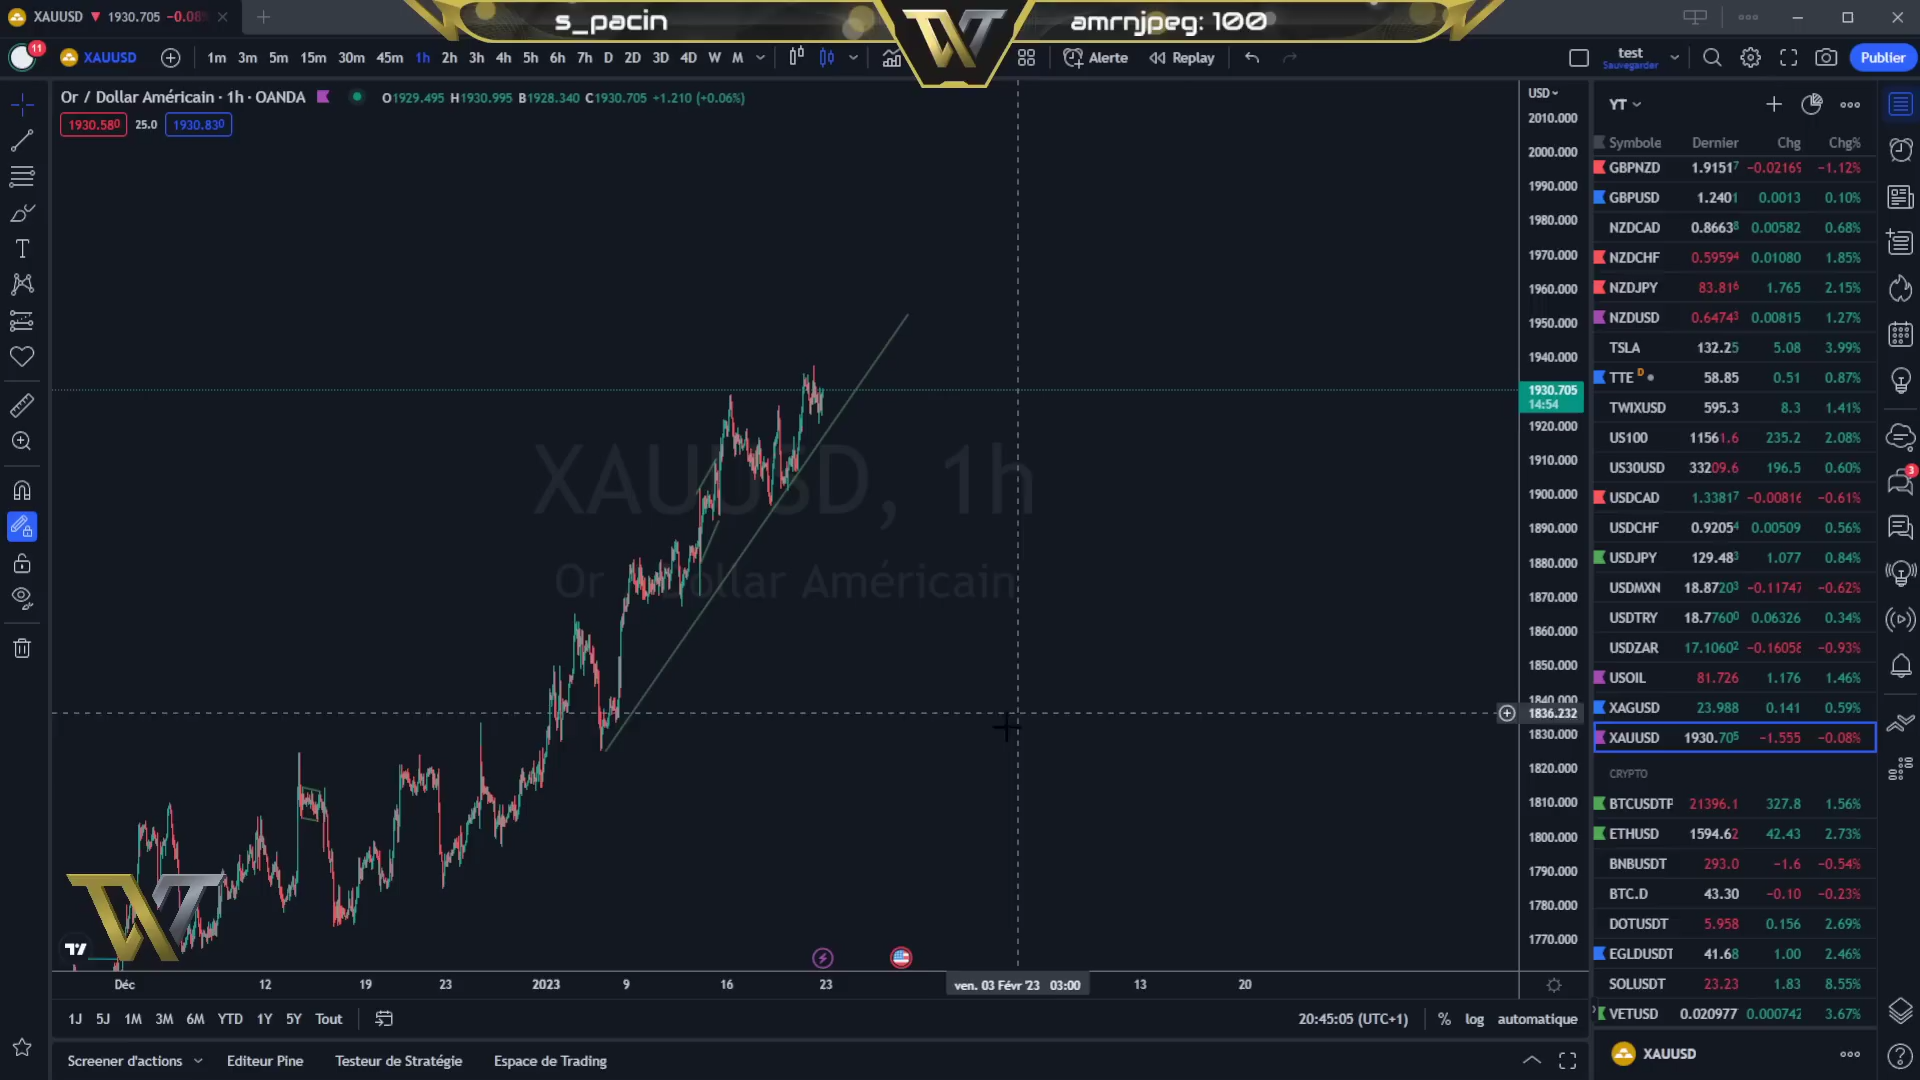 XAUUSD ▼ 1930.705 −0.08%
s_pacin
amrnjpeg: 100
11
XAUUSD
1m 3m 5m 15m 30m 45m 1h 2h 3h 4h 5h 6h 7h D 2D 3D 4D W M
Alerte
Replay
test
Sauvegarder
Publier
Or / Dollar Américain · 1h · OANDA
O1929.495 H1930.995 B1928.340 C1930.705 +1.210 (+0.06%)
1930.580 25.0 1930.830
XAUUSD, 1h
Or / Dollar Américain
USD
2010.000
2000.000
1990.000
1980.000
1970.000
1960.000
1950.000
1940.000
1930.705
14:54
1920.000
1910.000
1900.000
1890.000
1880.000
1870.000
1860.000
1850.000
1840.000
1836.232
1830.000
1820.000
1810.000
1800.000
1790.000
1780.000
1770.000
Déc 12 19 23 2023 9 16 23 ven. 03 Févr '23 03:00 13 20
1J 5J 1M 3M 6M YTD 1Y 5Y Tout
20:45:05 (UTC+1) % log automatique
Screener d'actions Editeur Pine Testeur de Stratégie Espace de Trading
YT
Symbole Dernier Chg Chg%
GBPNZD 1.91517 −0.02169 −1.12%
GBPUSD 1.2401 0.0013 0.10%
NZDCAD 0.86638 0.00582 0.68%
NZDCHF 0.59594 0.01080 1.85%
NZDJPY 83.816 1.765 2.15%
NZDUSD 0.64743 0.00815 1.27%
TSLA 132.25 5.08 3.99%
TTE D 58.85 0.51 0.87%
TWIXUSD 595.3 8.3 1.41%
US100 11561.6 235.2 2.08%
US30USD 33209.6 196.5 0.60%
USDCAD 1.33817 −0.00816 −0.61%
USDCHF 0.92054 0.00509 0.56%
USDJPY 129.483 1.077 0.84%
USDMXN 18.87203 −0.11747 −0.62%
USDTRY 18.77600 0.06326 0.34%
USDZAR 17.10602 −0.16058 −0.93%
USOIL 81.726 1.176 1.46%
XAGUSD 23.988 0.141 0.59%
XAUUSD 1930.705 −1.555 −0.08%
CRYPTO
BTCUSDTP 21396.1 327.8 1.56%
ETHUSD 1594.62 42.43 2.73%
BNBUSDT 293.0 −1.6 −0.54%
BTC.D 43.30 −0.10 −0.23%
DOTUSDT 5.958 0.156 2.69%
EGLDUSDT 41.68 1.00 2.46%
SOLUSDT 23.23 1.83 8.55%
VETUSD 0.020977 0.000742 3.67%
XAUUSD
3